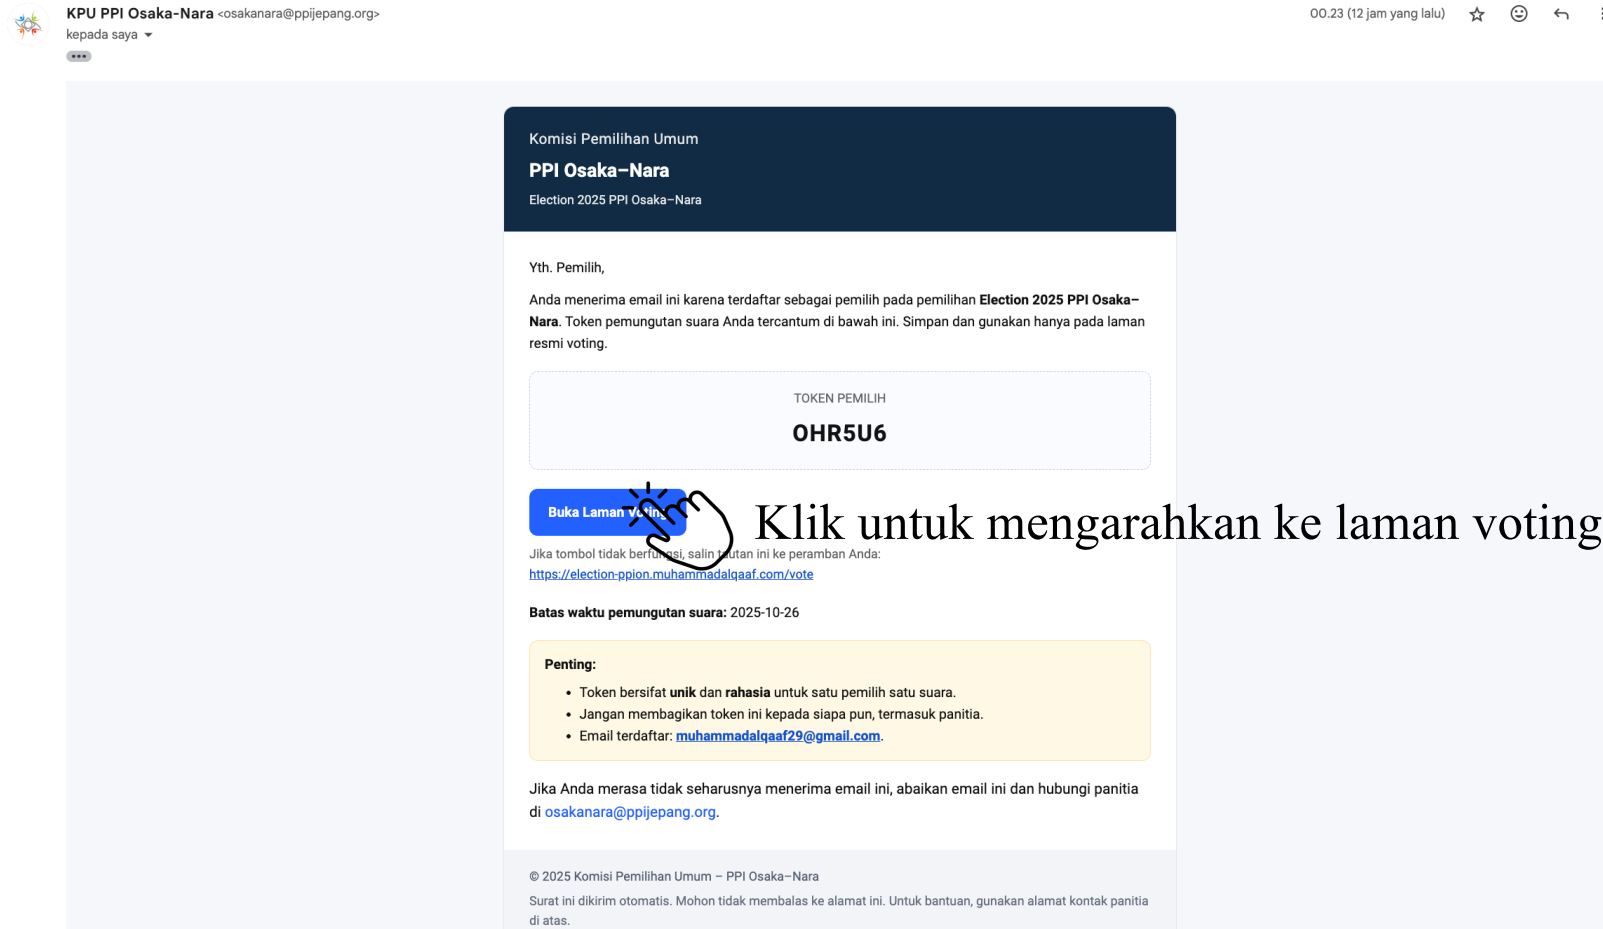 KPU PPI Osaka-Nara <osakanara@ppijepang.org>
00.23 (12 jam yang lalu)
kepada saya
Komisi Pemilihan Umum
PPI Osaka–Nara
Election 2025 PPI Osaka–Nara
Yth. Pemilih,
Anda menerima email ini karena terdaftar sebagai pemilih pada pemilihan Election 2025 PPI Osaka–
Nara. Token pemungutan suara Anda tercantum di bawah ini. Simpan dan gunakan hanya pada laman
resmi voting.
TOKEN PEMILIH
OHR5U6
Buka Laman Voting
Klik untuk mengarahkan ke laman voting
Jika tombol tidak berfungsi, salin tautan ini ke peramban Anda:
https://election-ppion.muhammadalqaaf.com/vote
Batas waktu pemungutan suara: 2025-10-26
Penting:
• Token bersifat unik dan rahasia untuk satu pemilih satu suara.
• Jangan membagikan token ini kepada siapa pun, termasuk panitia.
• Email terdaftar: muhammadalqaaf29@gmail.com.
Jika Anda merasa tidak seharusnya menerima email ini, abaikan email ini dan hubungi panitia
di osakanara@ppijepang.org.
© 2025 Komisi Pemilihan Umum – PPI Osaka–Nara
Surat ini dikirim otomatis. Mohon tidak membalas ke alamat ini. Untuk bantuan, gunakan alamat kontak panitia
di atas.